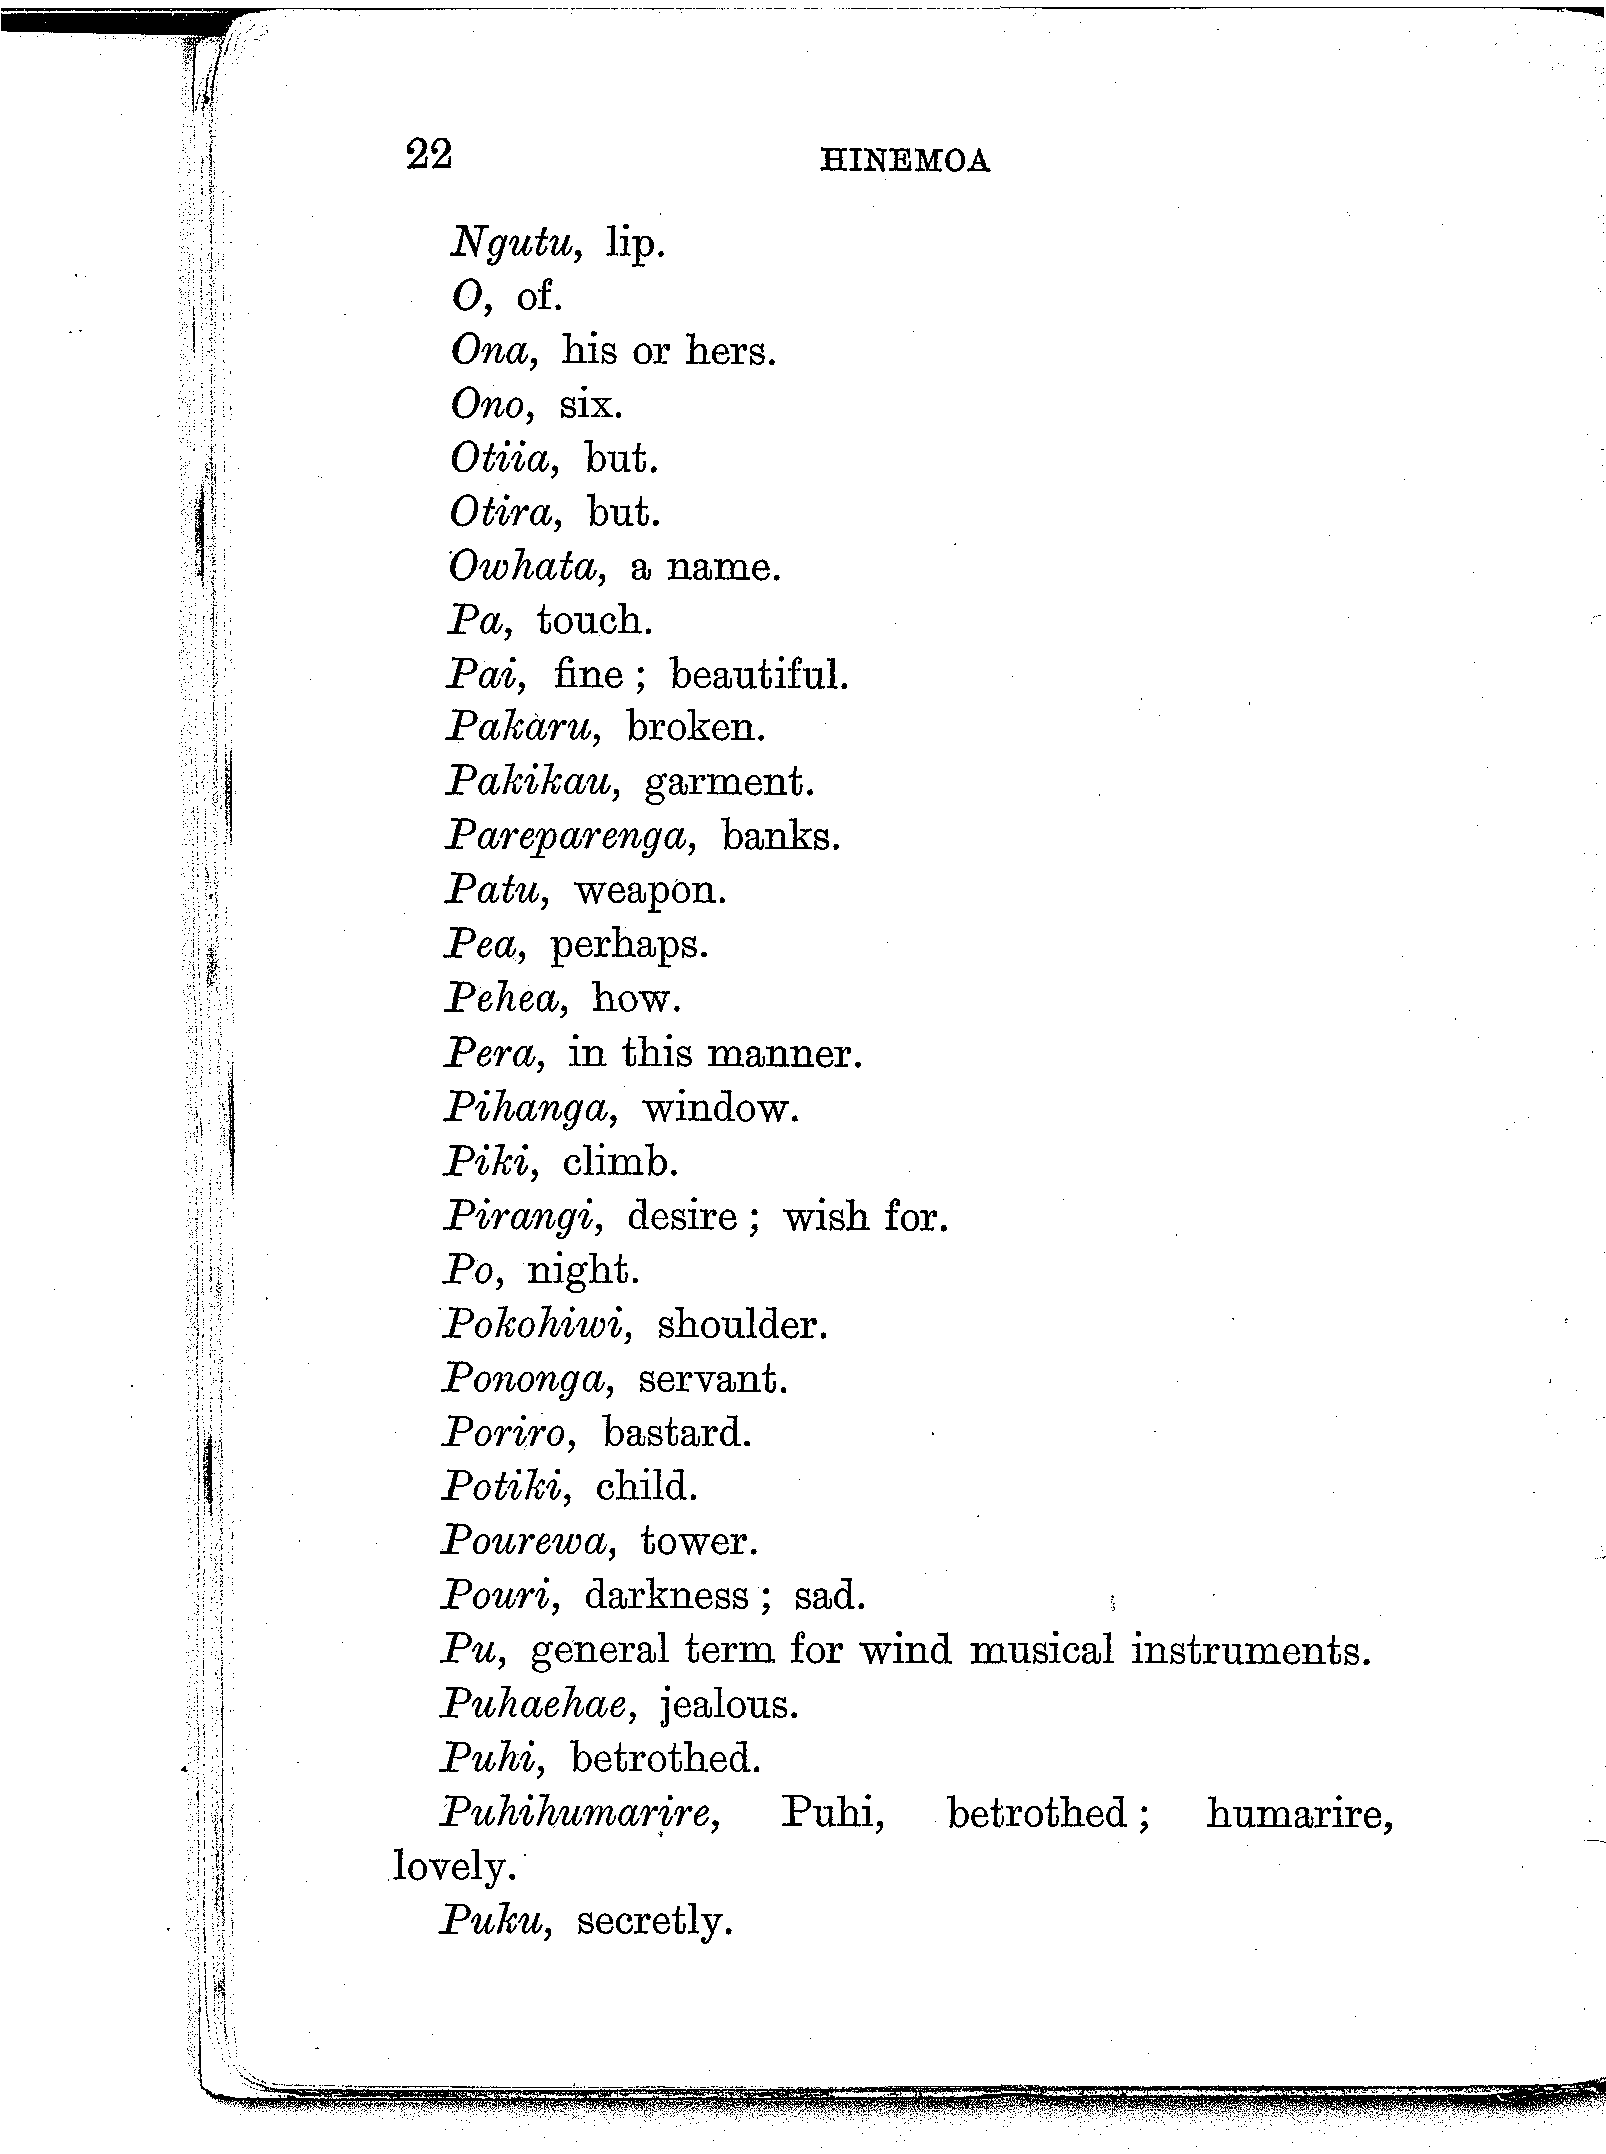 22 HINEMOA
Ngutu, lip.
O, of.
Ona, his or hers.
Ono, six.
Otiia, but.
Otira, but.
Owhata, a name.
Pa, touch.
Pai, fine ; beautiful.
Pakaru, broken.
Pakikau, garment.
Pareparenga, banks.
Patu, weapon.
Pea, perhaps.
Pehea, how.
Pera, in this manner.
Pihanga, window.
Piki, climb.
Pirangi, desire ; wish for.
Po, night.
Pokohiwi, shoulder.
Pononga, servant.
Poriro, bastard.
Potiki, child.
Pourewa, tower.
Pouri, darkness ; sad.
Pu, general term for wind musical instruments.
Puhaehae, jealous.
Puhi, betrothed.
Puhihumarire, Puhi, betrothed ; humarire,
lovely.
Puku, secretly.